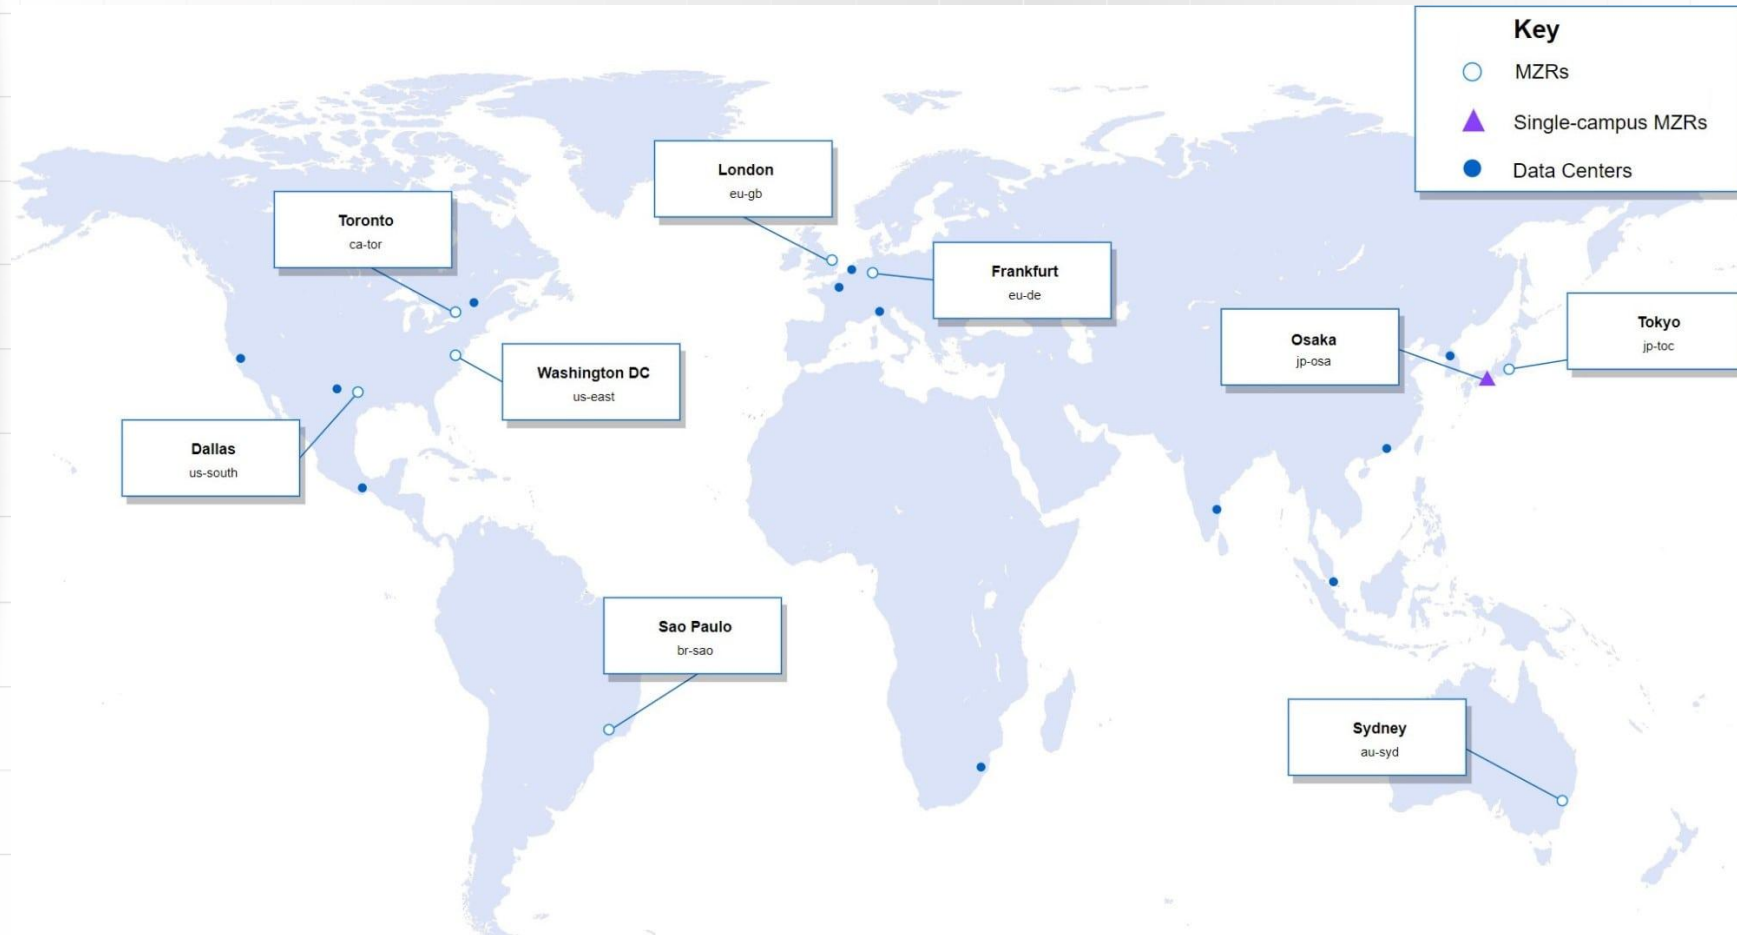 Key
MZRs
Single-campus MZRs
Data Centers
London
eu-gb
Toronto
ca-tor
Frankfurt
eu-de
Osaka
jp-osa
Tokyo
jp-toc
Washington DC
us-east
Dallas
us-south
Sao Paulo
br-sao
Sydney
au-syd